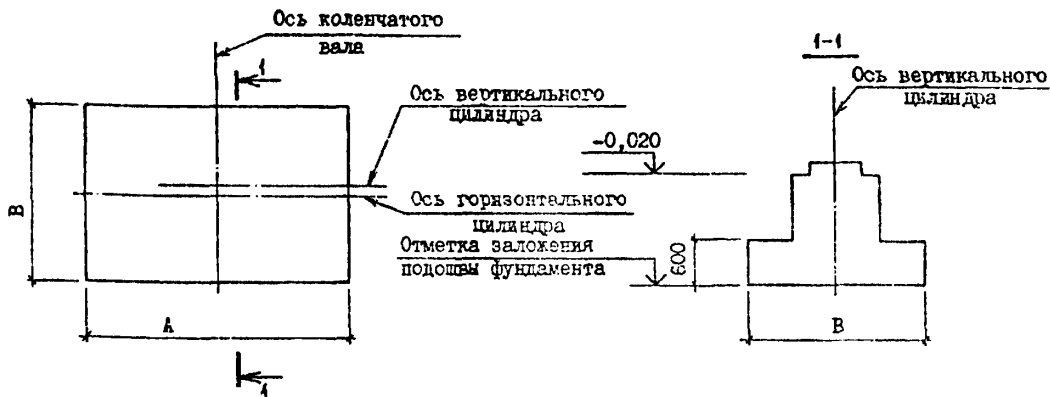 Ось коленчатого
вала
1
Ось вертикального
цилиндра
Ось горизонтального
цилиндра
Отметка заложения
подошвы фундамента
В
А
1
1-1
Ось вертикального
цилиндра
-0,020
600
В